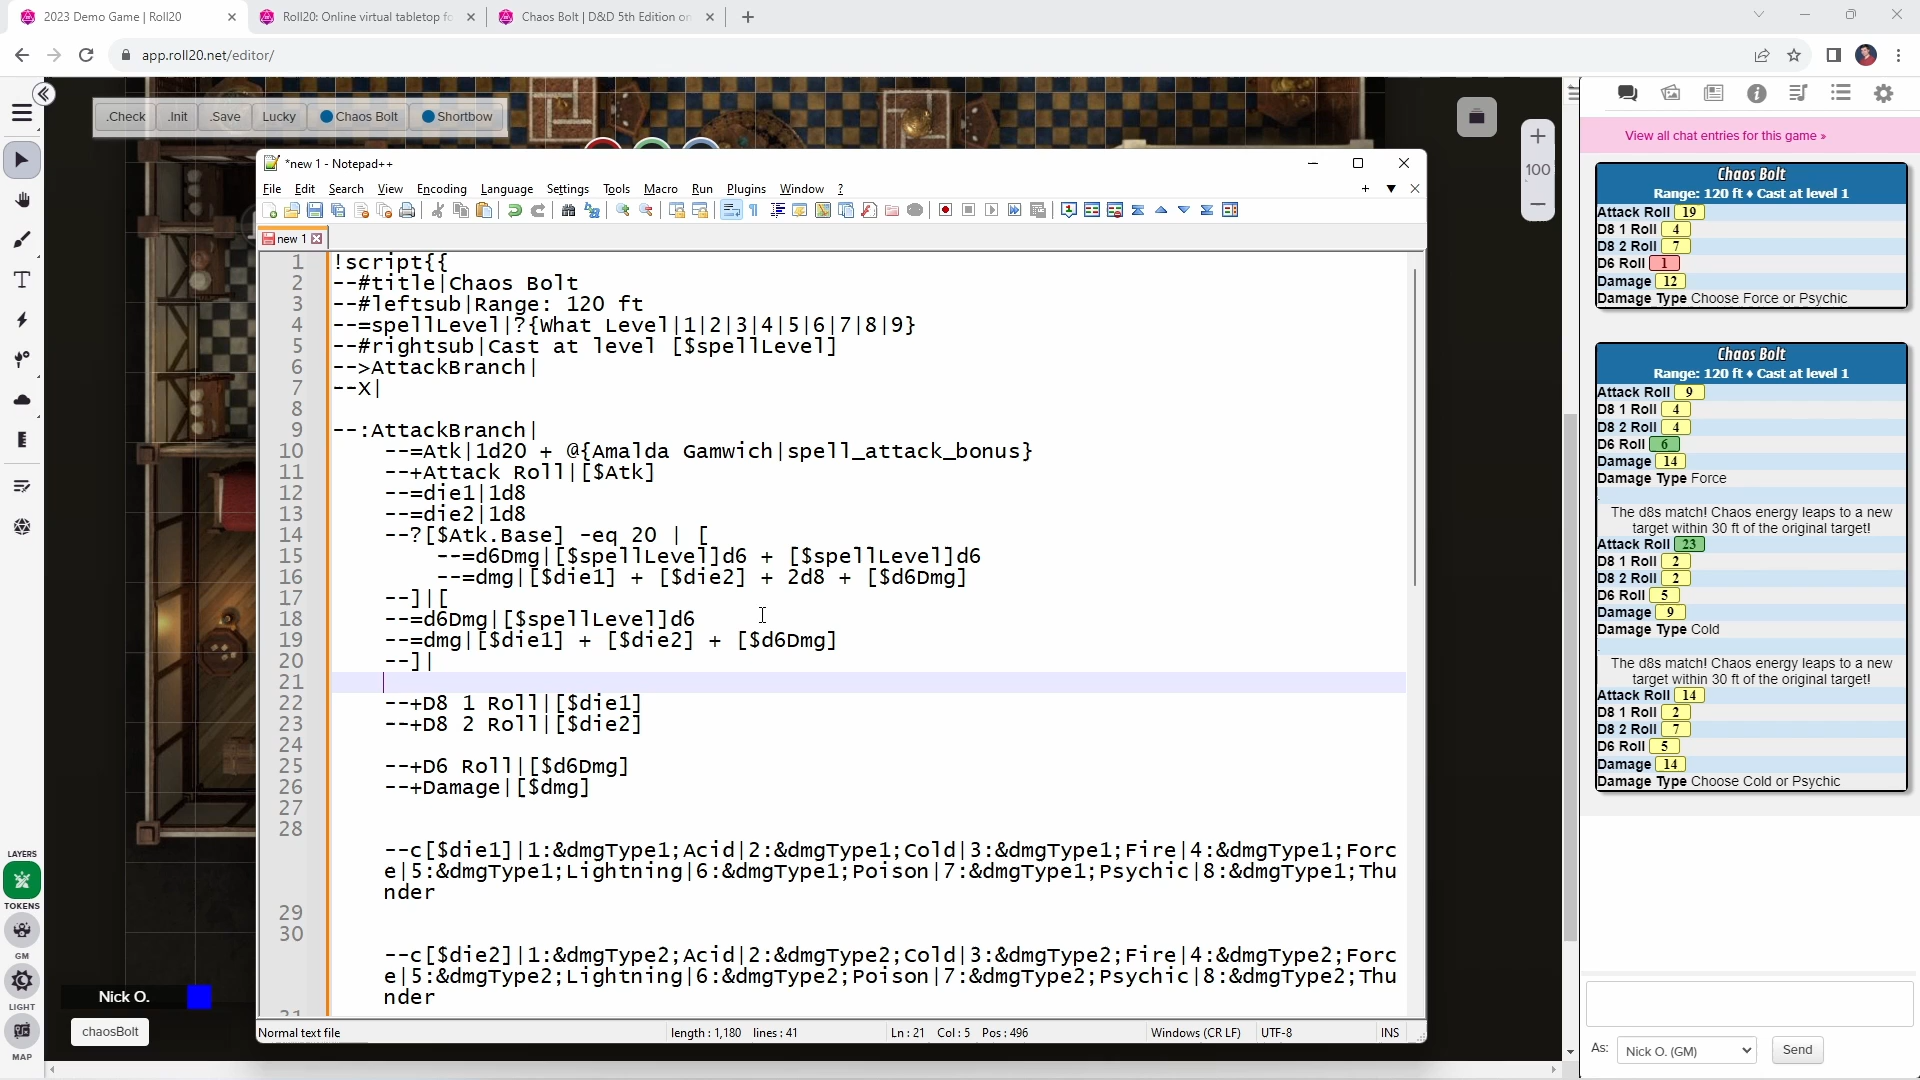 2023 Demo Game | Roll20
Roll20: Online virtual tabletop fo
Chaos Bolt | D&D 5th Edition on
app.roll20.net/editor/
.Check
.Init
.Save
Lucky
Chaos Bolt
Shortbow
*new 1 - Notepad++
File Edit Search View Encoding Language Settings Tools Macro Run Plugins Window ?
new 1
1 !script{{
2 --#title|Chaos Bolt
3 --#leftsub|Range: 120 ft
4 --=spellLevel|?{What Level|1|2|3|4|5|6|7|8|9}
5 --#rightsub|Cast at level [$spellLevel]
6 -->AttackBranch|
7 --X|
8
9 --:AttackBranch|
10 --=Atk|1d20 + @{Amalda Gamwich|spell_attack_bonus}
11 --+Attack Roll|[$Atk]
12 --=die1|1d8
13 --=die2|1d8
14 --?[$Atk.Base] -eq 20 | [
15 --=d6Dmg|[$spellLevel]d6 + [$spellLevel]d6
16 --=dmg|[$die1] + [$die2] + 2d8 + [$d6Dmg]
17 --]|[
18 --=d6Dmg|[$spellLevel]d6
19 --=dmg|[$die1] + [$die2] + [$d6Dmg]
20 --]|
21
22 --+D8 1 Roll|[$die1]
23 --+D8 2 Roll|[$die2]
24
25 --+D6 Roll|[$d6Dmg]
26 --+Damage|[$dmg]
27
28
--c[$die1]|1:&dmgType1;Acid|2:&dmgType1;Cold|3:&dmgType1;Fire|4:&dmgType1;Forc
e|5:&dmgType1;Lightning|6:&dmgType1;Poison|7:&dmgType1;Psychic|8:&dmgType1;Thu
nder
29
30
--c[$die2]|1:&dmgType2;Acid|2:&dmgType2;Cold|3:&dmgType2;Fire|4:&dmgType2;Forc
e|5:&dmgType2;Lightning|6:&dmgType2;Poison|7:&dmgType2;Psychic|8:&dmgType2;Thu
nder
31
Normal text file length : 1,180 lines : 41 Ln : 21 Col : 5 Pos : 496 Windows (CR LF) UTF-8 INS
LAYERS
TOKENS
GM
LIGHT
MAP
Nick O.
chaosBolt
100
View all chat entries for this game »
Chaos Bolt
Range: 120 ft ♦ Cast at level 1
Attack Roll 19
D8 1 Roll 4
D8 2 Roll 7
D6 Roll 1
Damage 12
Damage Type Choose Force or Psychic
Chaos Bolt
Range: 120 ft ♦ Cast at level 1
Attack Roll 9
D8 1 Roll 4
D8 2 Roll 4
D6 Roll 6
Damage 14
Damage Type Force
.
The d8s match! Chaos energy leaps to a new
target within 30 ft of the original target!
Attack Roll 23
D8 1 Roll 2
D8 2 Roll 2
D6 Roll 5
Damage 9
Damage Type Cold
.
The d8s match! Chaos energy leaps to a new
target within 30 ft of the original target!
Attack Roll 14
D8 1 Roll 2
D8 2 Roll 7
D6 Roll 5
Damage 14
Damage Type Choose Cold or Psychic
As: Nick O. (GM) Send